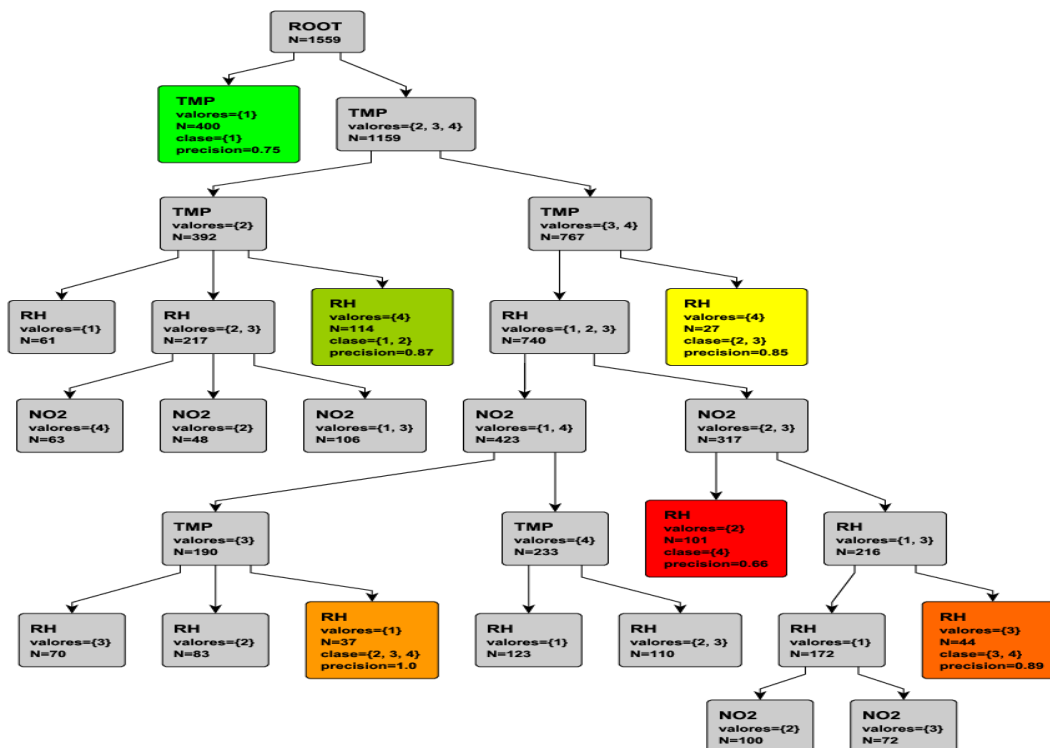 ROOT
N=1559
TMP
valores={1}
N=400
clase={1}
precision=0.75
TMP
valores={2, 3, 4}
N=1159
TMP
valores={2}
N=392
TMP
valores={3, 4}
N=767
RH
valores={1}
N=61
RH
valores={2, 3}
N=217
RH
valores={4}
N=114
clase={1, 2}
precision=0.87
RH
valores={1, 2, 3}
N=740
RH
valores={4}
N=27
clase={2, 3}
precision=0.85
NO2
valores={4}
N=63
NO2
valores={2}
N=48
NO2
valores={1, 3}
N=106
NO2
valores={1, 4}
N=423
NO2
valores={2, 3}
N=317
TMP
valores={3}
N=190
TMP
valores={4}
N=233
RH
valores={2}
N=101
clase={4}
precision=0.66
RH
valores={1, 3}
N=216
RH
valores={3}
N=70
RH
valores={2}
N=83
RH
valores={1}
N=37
clase={2, 3, 4}
precision=1.0
RH
valores={1}
N=123
RH
valores={2, 3}
N=110
RH
valores={1}
N=172
RH
valores={3}
N=44
clase={3, 4}
precision=0.89
NO2
valores={2}
N=100
NO2
valores={3}
N=72